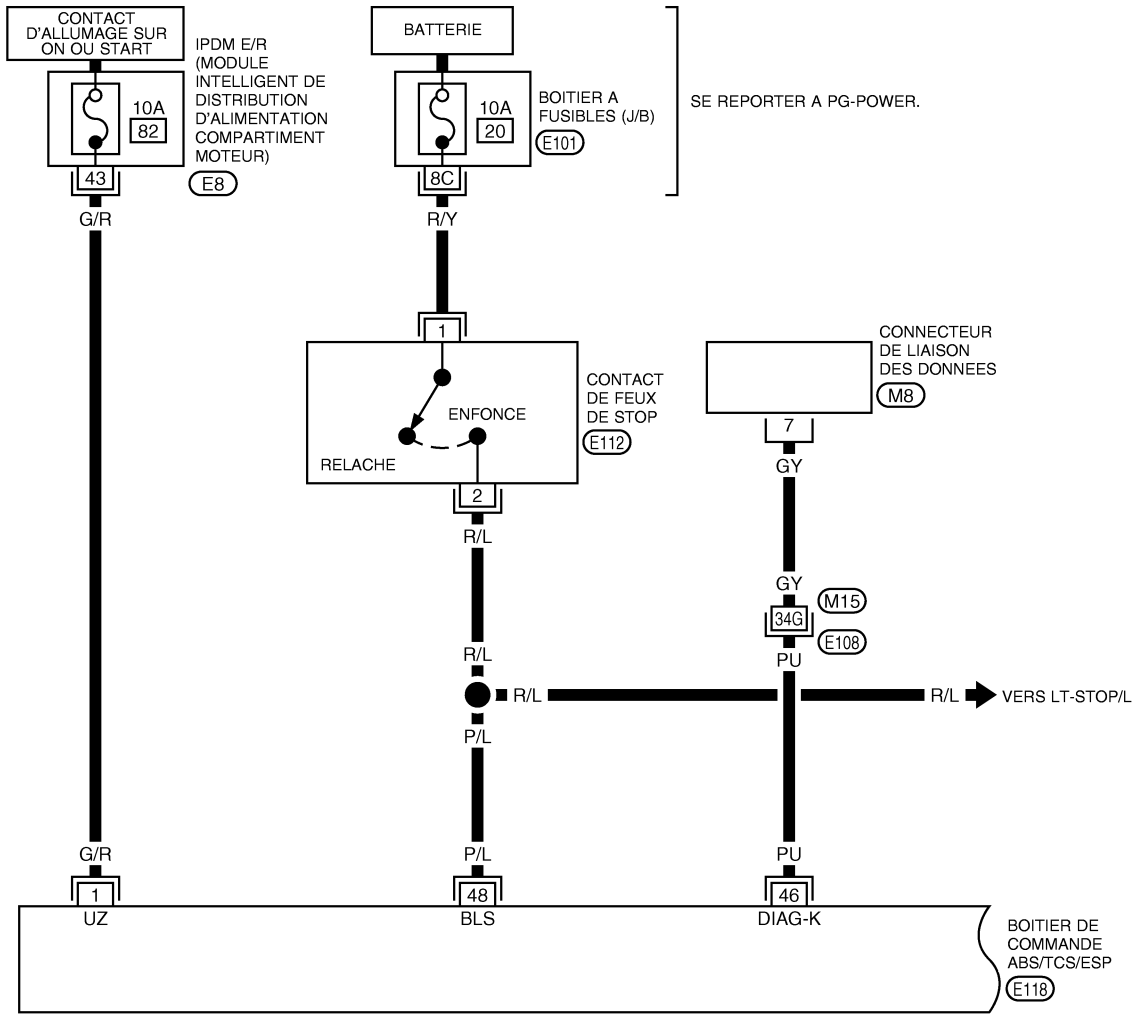 CONTACT
D'ALLUMAGE SUR
ON OU START
IPDM E/R
(MODULE
INTELLIGENT DE
DISTRIBUTION
D'ALIMENTATION
COMPARTIMENT
MOTEUR)
E8
10A
82
43
G/R
BATTERIE
10A
20
BOITIER A
FUSIBLES (J/B)
E101
8C
R/Y
SE REPORTER A PG-POWER.
1
ENFONCE
RELACHE
CONTACT
DE FEUX
DE STOP
E112
2
R/L
CONNECTEUR
DE LIAISON
DES DONNEES
M8
7
GY
GY
M15
34G
E108
PU
R/L
R/L
R/L
VERS LT-STOP/L
P/L
G/R
P/L
PU
1
48
46
UZ
BLS
DIAG-K
BOITIER DE
COMMANDE
ABS/TCS/ESP
E118